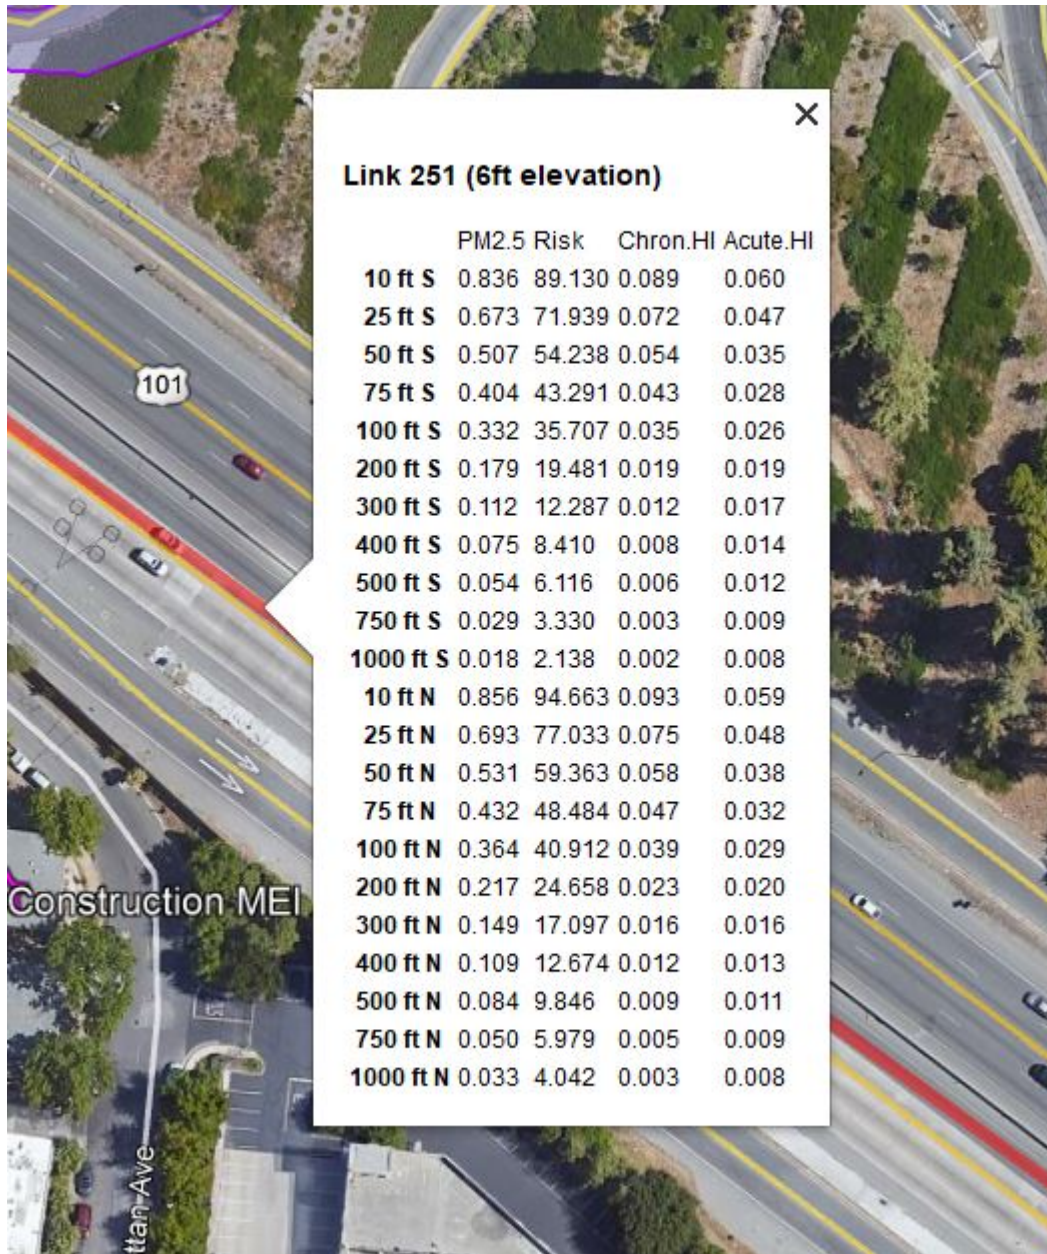 Link 251 (6ft elevation)
PM2.5 Risk Chron.HI Acute.HI
10 ft S 0.836 89.130 0.089 0.060
25 ft S 0.673 71.939 0.072 0.047
50 ft S 0.507 54.238 0.054 0.035
75 ft S 0.404 43.291 0.043 0.028
100 ft S 0.332 35.707 0.035 0.026
200 ft S 0.179 19.481 0.019 0.019
300 ft S 0.112 12.287 0.012 0.017
400 ft S 0.075 8.410 0.008 0.014
500 ft S 0.054 6.116 0.006 0.012
750 ft S 0.029 3.330 0.003 0.009
1000 ft S 0.018 2.138 0.002 0.008
10 ft N 0.856 94.663 0.093 0.059
25 ft N 0.693 77.033 0.075 0.048
50 ft N 0.531 59.363 0.058 0.038
75 ft N 0.432 48.484 0.047 0.032
100 ft N 0.364 40.912 0.039 0.029
200 ft N 0.217 24.658 0.023 0.020
300 ft N 0.149 17.097 0.016 0.016
400 ft N 0.109 12.674 0.012 0.013
500 ft N 0.084 9.846 0.009 0.011
750 ft N 0.050 5.979 0.005 0.009
1000 ft N 0.033 4.042 0.003 0.008
101
Construction MEI
ttan Ave